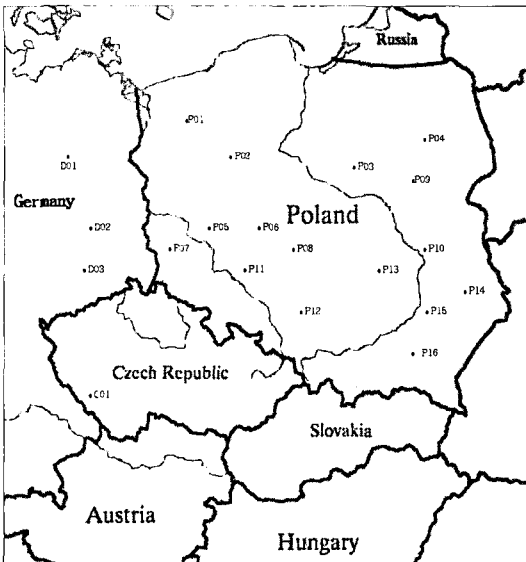 Russia
P01
P04
P02
D01
P03
P09
Germany
Poland
D02
P05
P06
P07
P08
P10
D03
P11
P13
P14
P12
P15
P16
Czech Republic
C01
Slovakia
Austria
Hungary